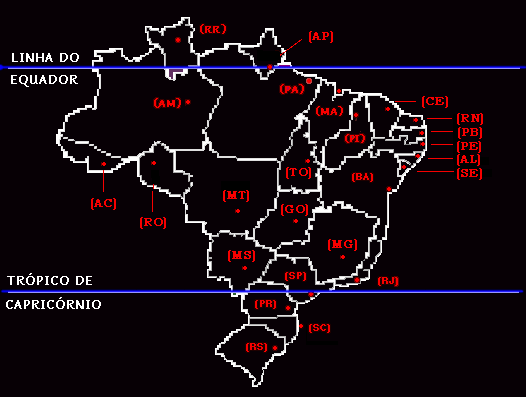 (RR)
(AP)
LINHA DO
EQUADOR
(PA)
(AM)
(CE)
(MA)
(RN)
(PI)
(PB)
(PE)
(AL)
(SE)
(TO)
(BA)
(AC)
(RO)
(MT)
(GO)
(MG)
(MS)
(SP)
(RJ)
TRÓPICO DE
CAPRICÓRNIO
(PR)
(SC)
(RS)